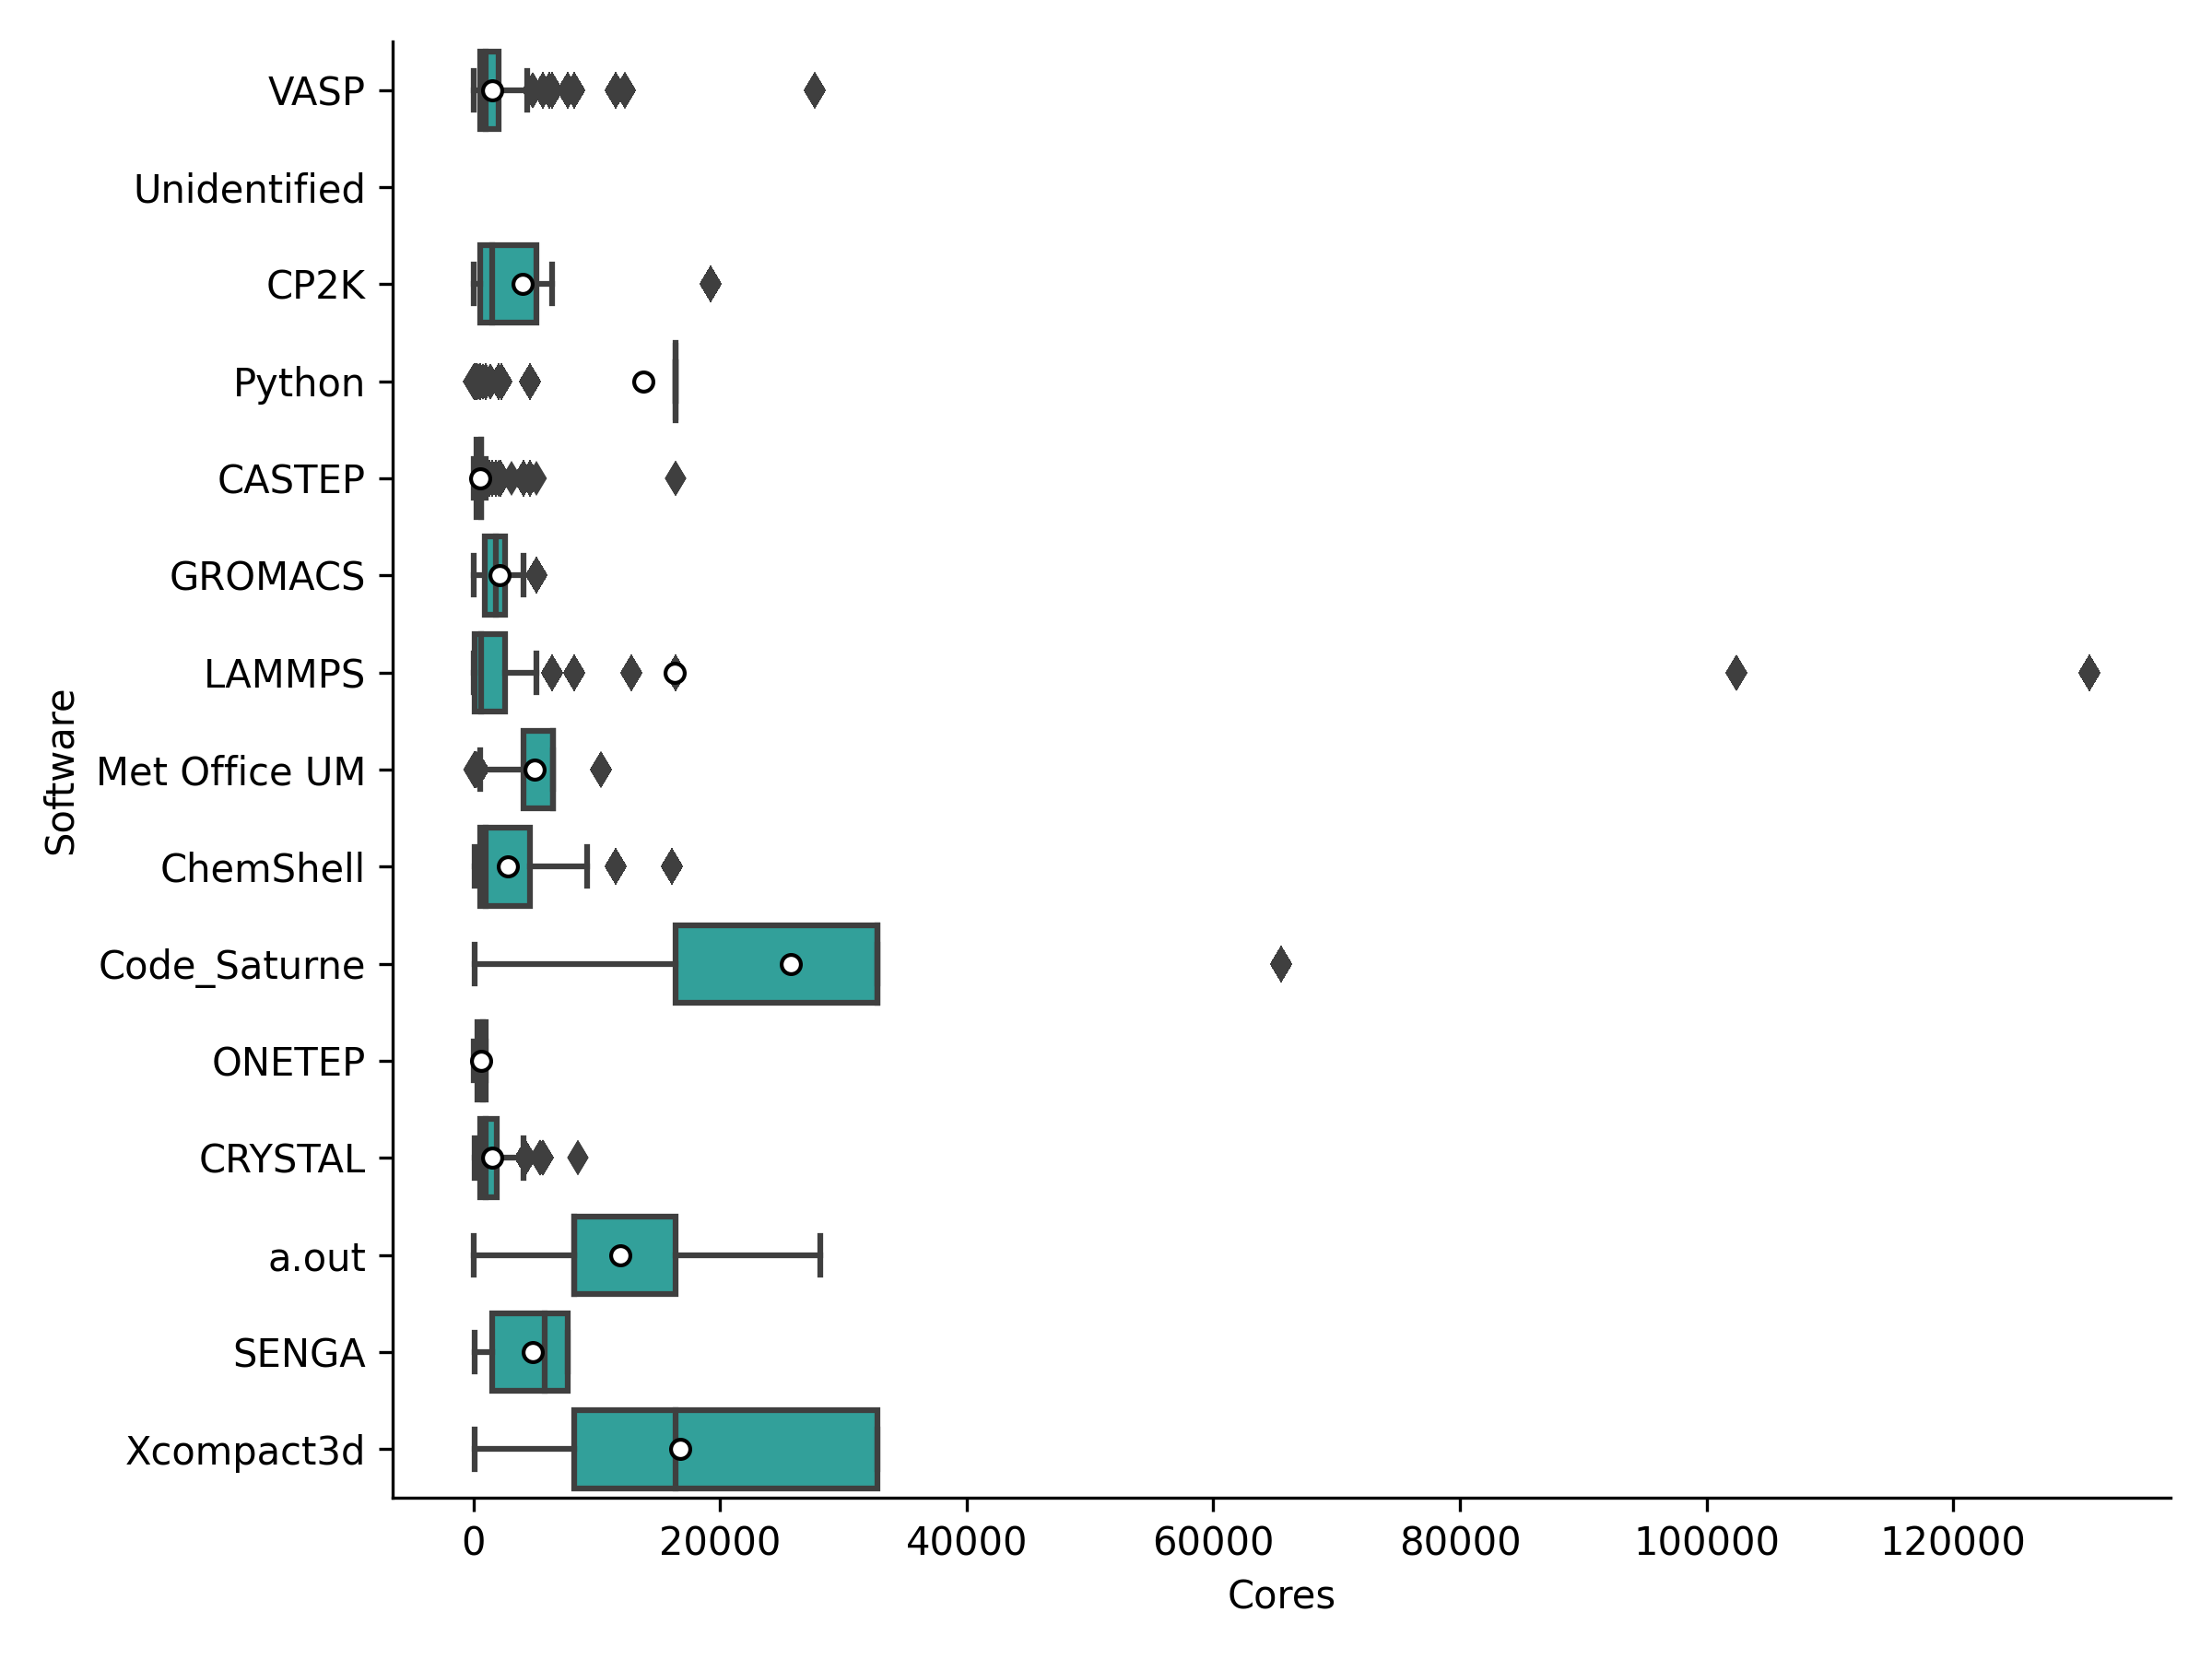 VASP
Unidentified
CP2K
Python
CASTEP
GROMACS
LAMMPS
Met Office UM
ChemShell
Code_Saturne
ONETEP
CRYSTAL
a.out
SENGA
Xcompact3d
Software
0 20000 40000 60000 80000 100000 120000
Cores